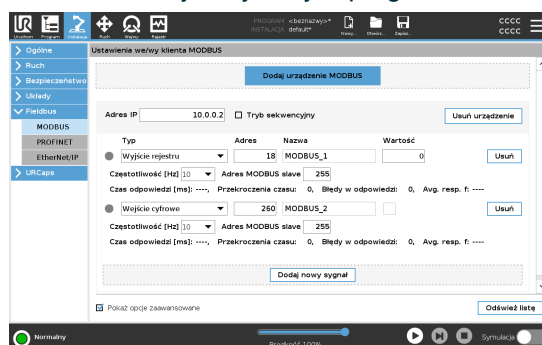 PROGRAM <beznazwy>*
INSTALACJA default*
Uruchom Program Instalacja Ruch We/wy Rejestr Nowy... Otwórz... Zapisz...
CCCC
CCCC
Ogólne
Ruch
Bezpieczeństwo
Układy
Fieldbus
MODBUS
PROFINET
EtherNet/IP
URCaps
Ustawienia we/wy klienta MODBUS
Dodaj urządzenie MODBUS
Adres IP 10.0.0.2 Tryb sekwencyjny Usuń urządzenie
Typ Adres Nazwa Wartość
Wyjście rejestru 18 MODBUS_1 0 Usuń
Częstotliwość [Hz] 10 Adres MODBUS slave 255
Czas odpowiedzi [ms]: ----, Przekroczenia czasu: 0, Błędy w odpowiedzi: 0, Avg. resp. f: ----
Wejście cyfrowe 260 MODBUS_2 Usuń
Częstotliwość [Hz] 10 Adres MODBUS slave 255
Czas odpowiedzi [ms]: ----, Przekroczenia czasu: 0, Błędy w odpowiedzi: 0, Avg. resp. f: ----
Dodaj nowy sygnał
Pokaż opcje zaawansowane Odśwież listę
Normalny Prędkość 100% Symulacja